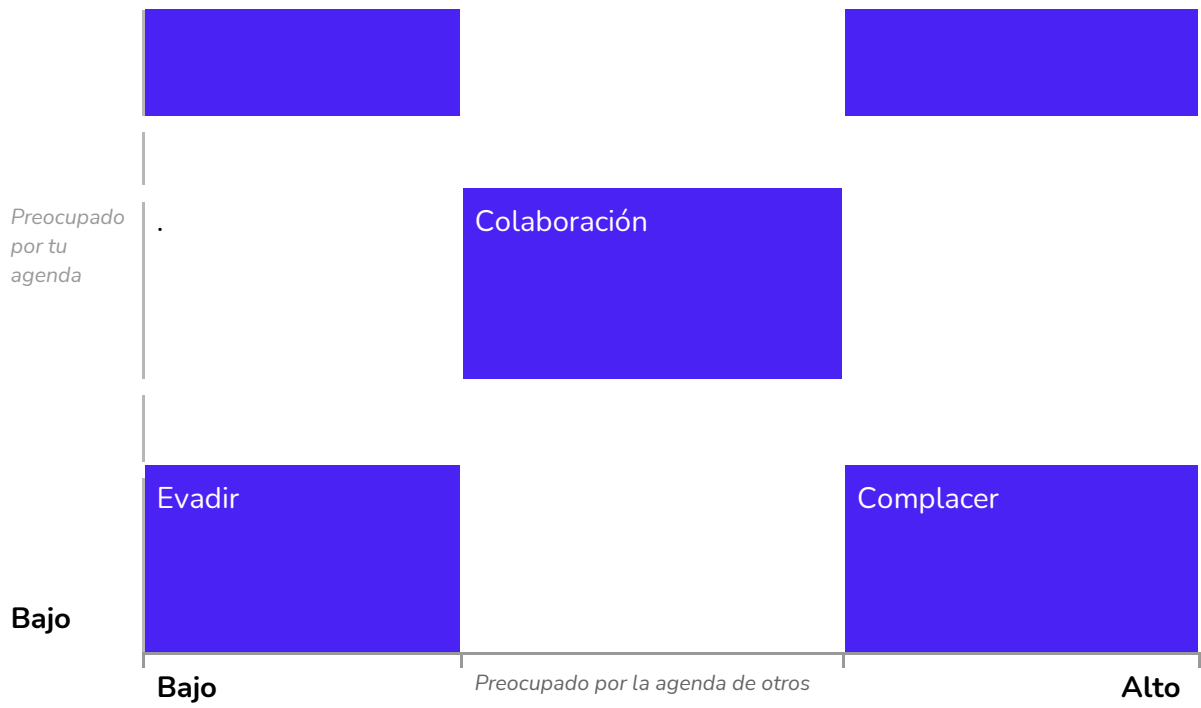 Preocupado
por tu
agenda
.
Colaboración
Evadir
Complacer
Bajo
Bajo
Preocupado por la agenda de otros
Alto